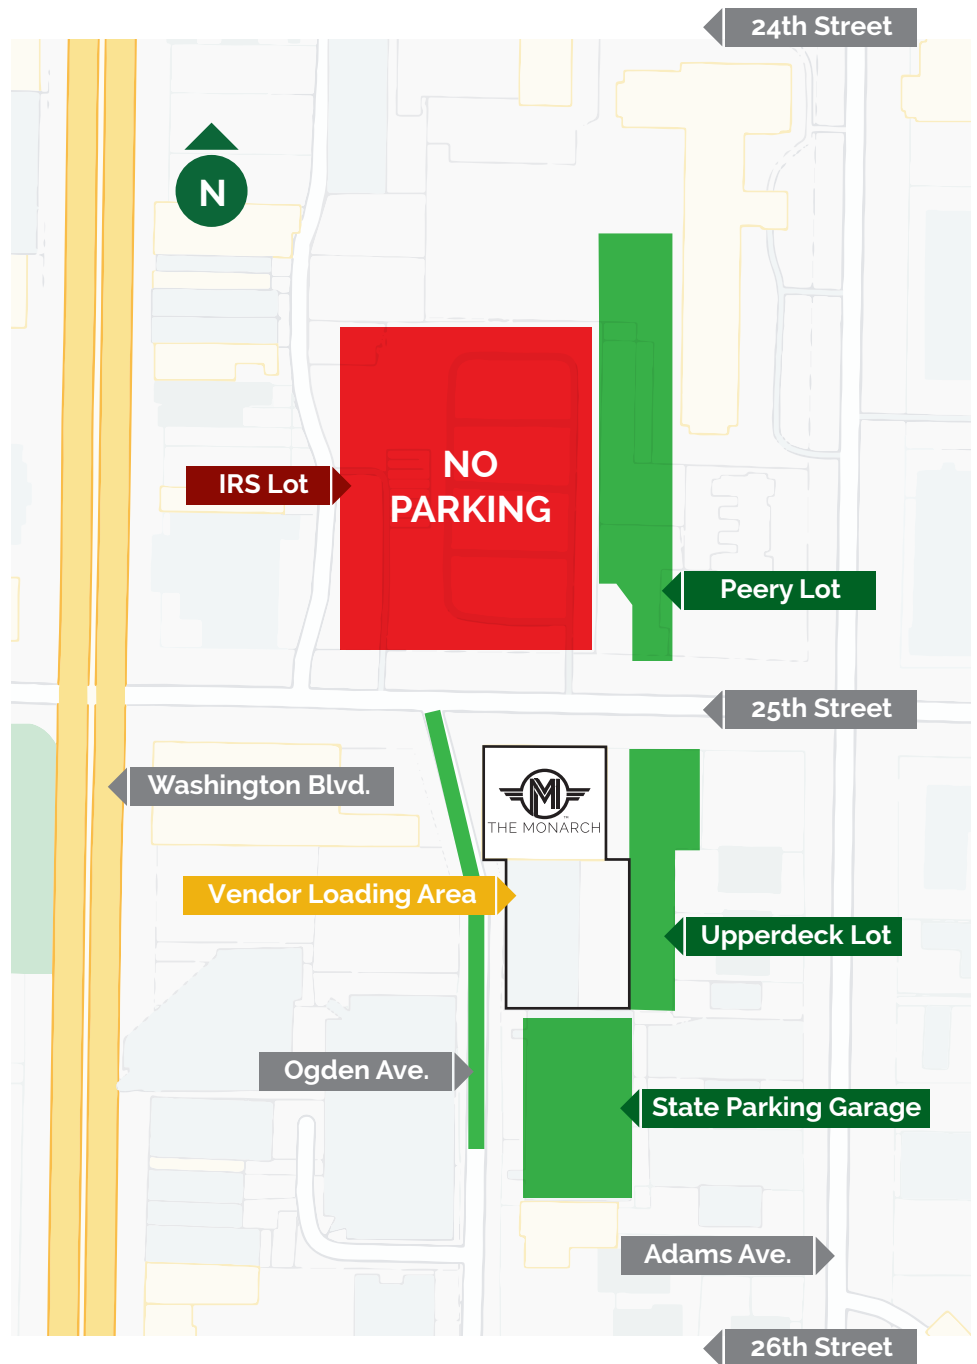 24th Street
N
NO
PARKING
IRS Lot
Peery Lot
25th Street
Washington Blvd.
THE MONARCH
Vendor Loading Area
Upperdeck Lot
Ogden Ave.
State Parking Garage
Adams Ave.
26th Street